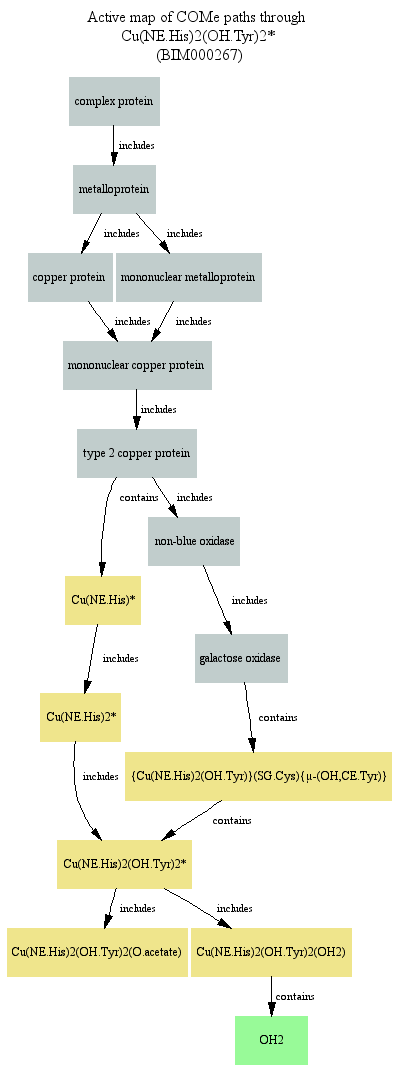 Active map of COMe paths through
Cu(NE.His)2(OH.Tyr)2*
(BIM000267)
complex protein
includes
metalloprotein
includes
includes
copper protein
mononuclear metalloprotein
includes
includes
mononuclear copper protein
includes
type 2 copper protein
contains
includes
non-blue oxidase
Cu(NE.His)*
includes
galactose oxidase
includes
Cu(NE.His)2*
contains
{Cu(NE.His)2(OH.Tyr)}(SG.Cys){μ-(OH,CE.Tyr)}
includes
contains
Cu(NE.His)2(OH.Tyr)2*
includes
includes
Cu(NE.His)2(OH.Tyr)2(O.acetate)
Cu(NE.His)2(OH.Tyr)2(OH2)
contains
OH2